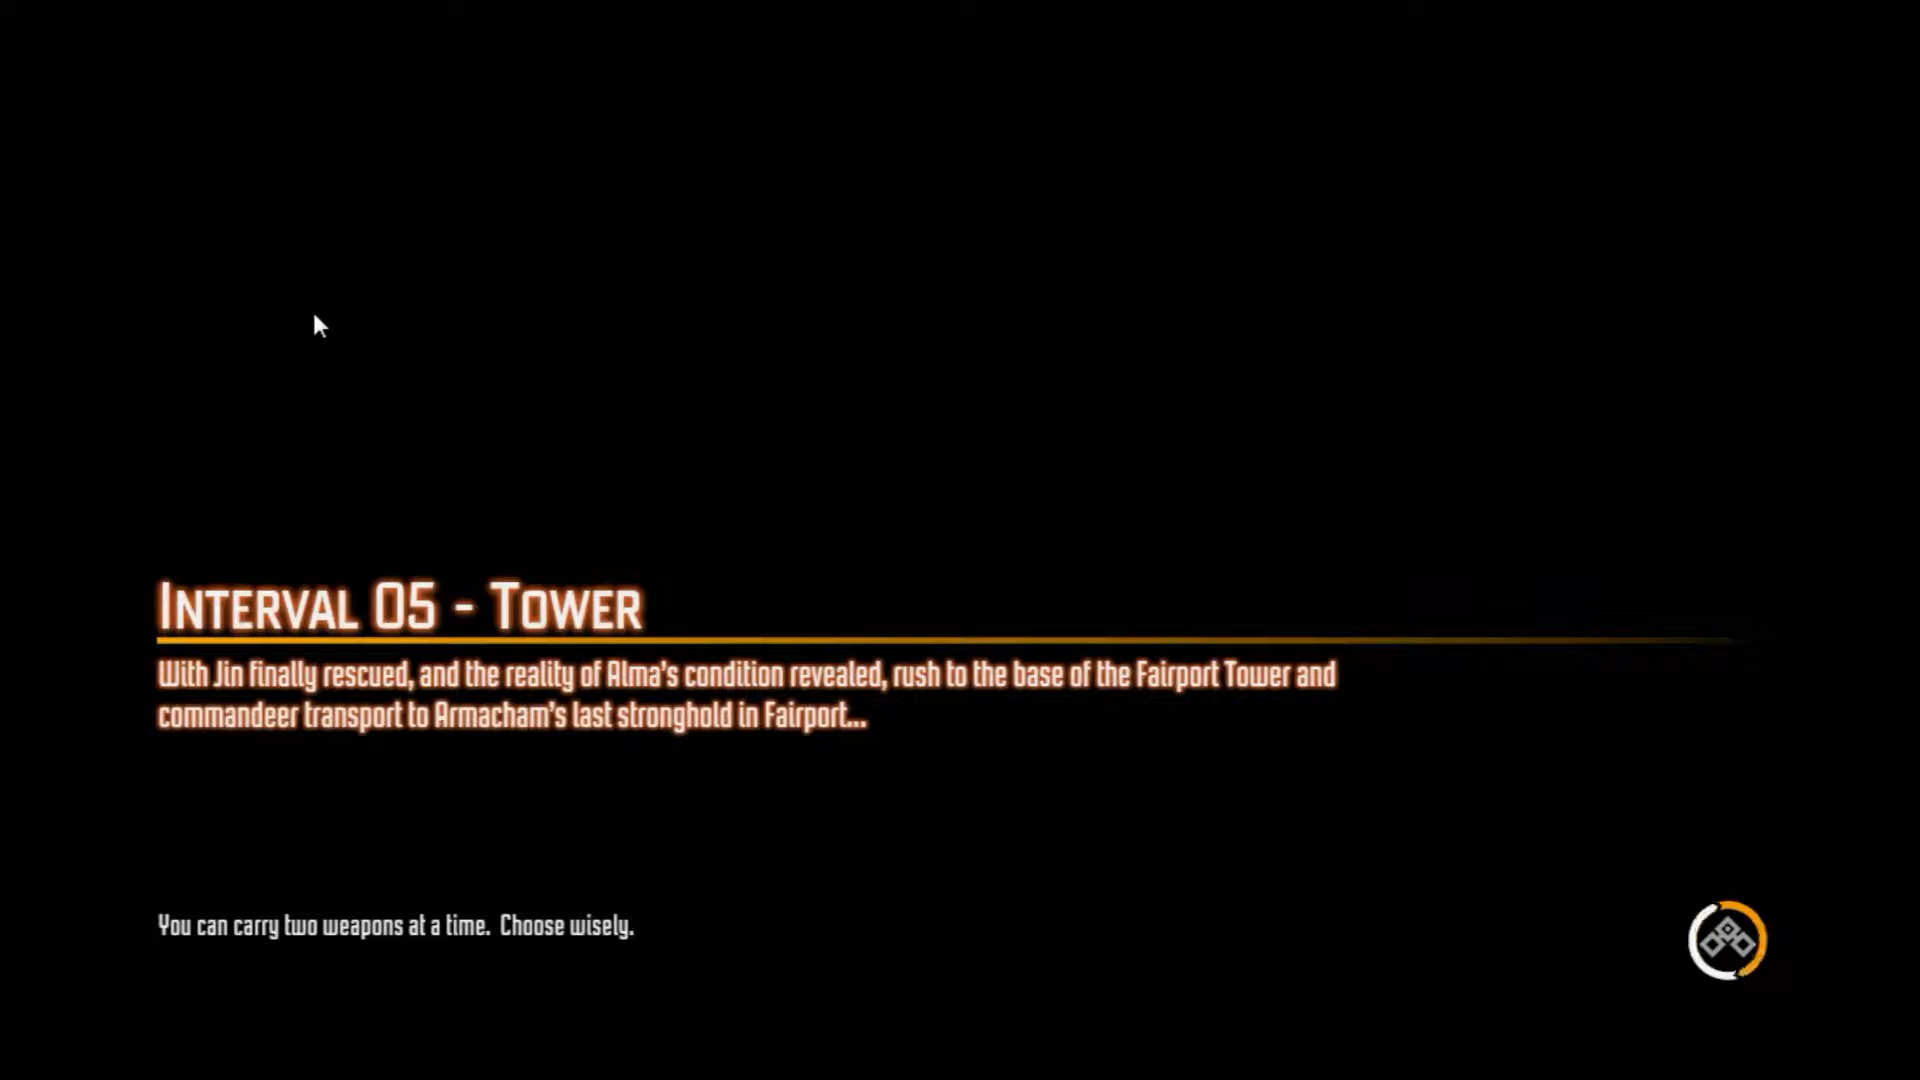 INTERVAL 05 - TOWER
With Jin finally rescued, and the reality of Alma's condition revealed, rush to the base of the Fairport Tower and
commandeer transport to Armacham's last stronghold in Fairport...
You can carry two weapons at a time.  Choose wisely.